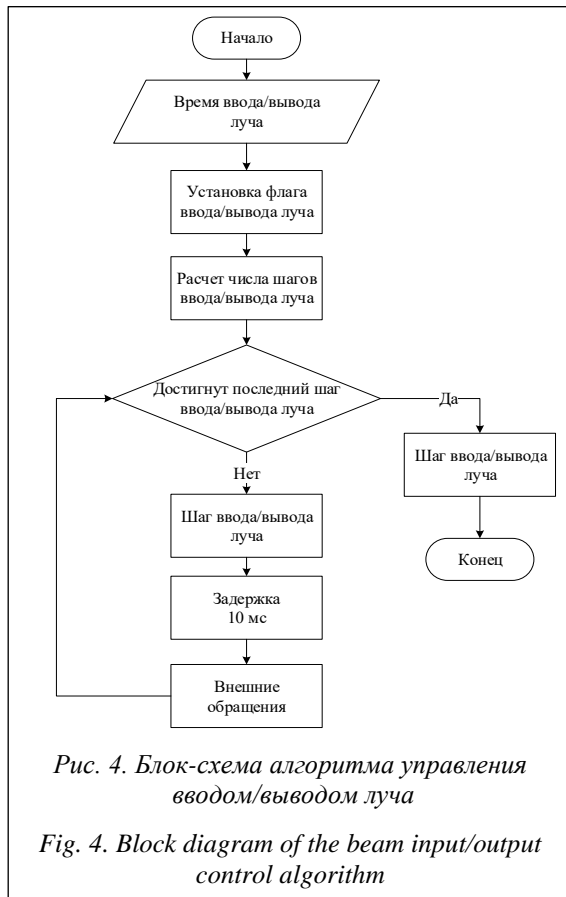 Начало
Время ввода/вывода
луча
Установка флага
ввода/вывода луча
Расчет числа шагов
ввода/вывода луча
Достигнут последний шаг
ввода/вывода луча
Да
Шаг ввода/вывода
луча
Конец
Нет
Шаг ввода/вывода
луча
Задержка
10 мс
Внешние
обращения
Рис. 4. Блок-схема алгоритма управления
вводом/выводом луча
Fig. 4. Block diagram of the beam input/output
control algorithm